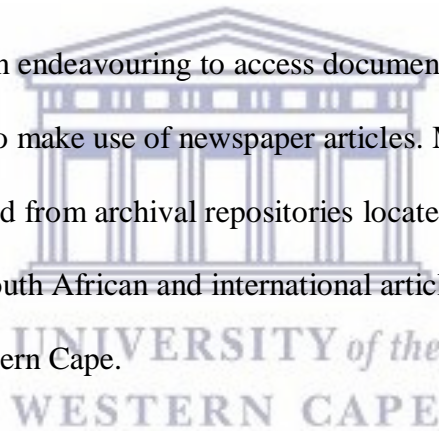 n endeavouring to access documen
o make use of newspaper articles.
d from archival repositories locate
outh African and international articl
UNIVERSITY of the
ern Cape.
WESTERN CAPE